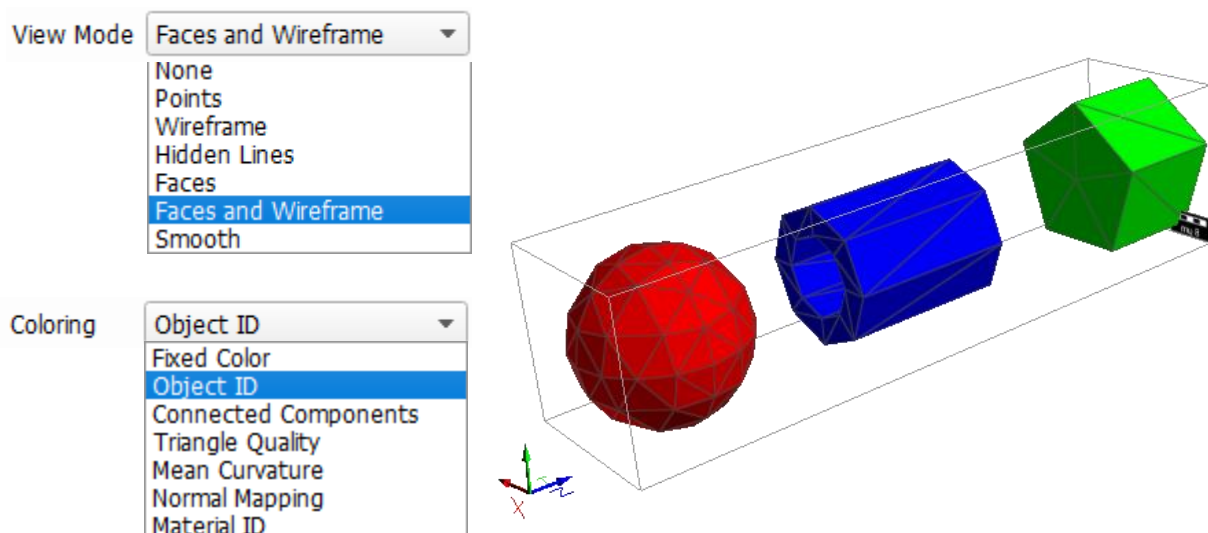 View Mode Faces and Wireframe
None
Points
Wireframe
Hidden Lines
Faces
Faces and Wireframe
Smooth
Coloring Object ID
Fixed Color
Object ID
Connected Components
Triangle Quality
Mean Curvature
Normal Mapping
Material ID
X
Z